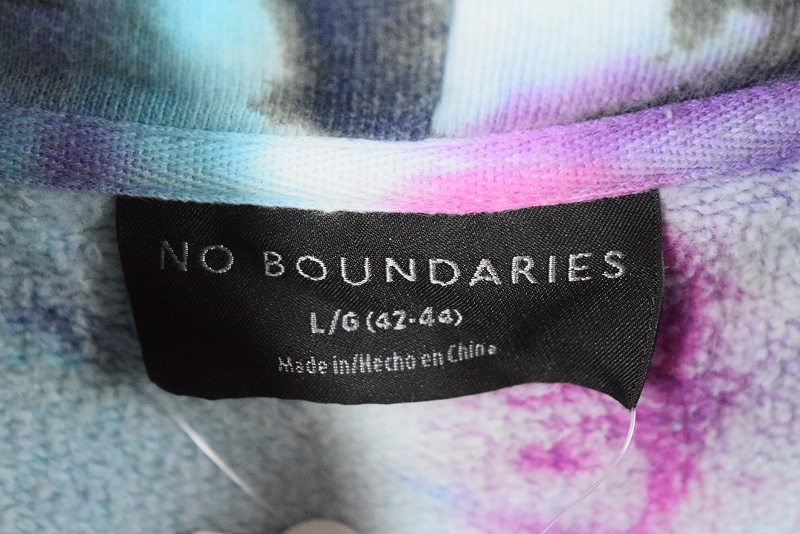 NO BOUNDARIES
L/G (42-44)
Made in/Hecho en China